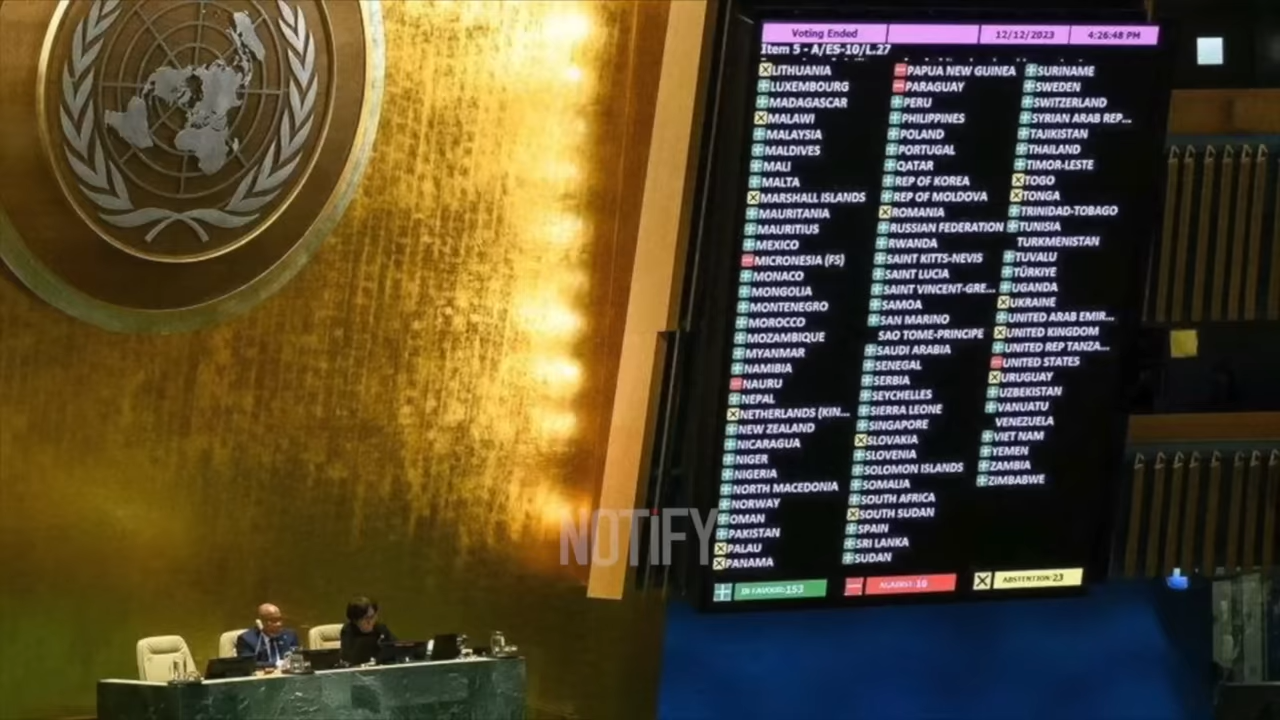 Voting Ended 12/12/2023 4:26:48 PM
Item 5 - A/ES-10/L.27
LITHUANIA
LUXEMBOURG
MADAGASCAR
MALAWI
MALAYSIA
MALDIVES
MALI
MALTA
MARSHALL ISLANDS
MAURITANIA
MAURITIUS
MEXICO
MICRONESIA (FS)
MONACO
MONGOLIA
MONTENEGRO
MOROCCO
MOZAMBIQUE
MYANMAR
NAMIBIA
NAURU
NEPAL
NETHERLANDS (KIN...
NEW ZEALAND
NICARAGUA
NIGER
NIGERIA
NORTH MACEDONIA
NORWAY
OMAN
PAKISTAN
PALAU
PANAMA
PAPUA NEW GUINEA
PARAGUAY
PERU
PHILIPPINES
POLAND
PORTUGAL
QATAR
REP OF KOREA
REP OF MOLDOVA
ROMANIA
RUSSIAN FEDERATION
RWANDA
SAINT KITTS-NEVIS
SAINT LUCIA
SAINT VINCENT-GRE...
SAMOA
SAN MARINO
SAO TOME-PRINCIPE
SAUDI ARABIA
SENEGAL
SERBIA
SEYCHELLES
SIERRA LEONE
SINGAPORE
SLOVAKIA
SLOVENIA
SOLOMON ISLANDS
SOMALIA
SOUTH AFRICA
SOUTH SUDAN
SPAIN
SRI LANKA
SUDAN
SURINAME
SWEDEN
SWITZERLAND
SYRIAN ARAB REP...
TAJIKISTAN
THAILAND
TIMOR-LESTE
TOGO
TONGA
TRINIDAD-TOBAGO
TUNISIA
TURKMENISTAN
TUVALU
TÜRKIYE
UGANDA
UKRAINE
UNITED ARAB EMIR...
UNITED KINGDOM
UNITED REP TANZA...
UNITED STATES
URUGUAY
UZBEKISTAN
VANUATU
VENEZUELA
VIET NAM
YEMEN
ZAMBIA
ZIMBABWE
IN FAVOUR:153 AGAINST:10 ABSTENTION:23
NOTIFY